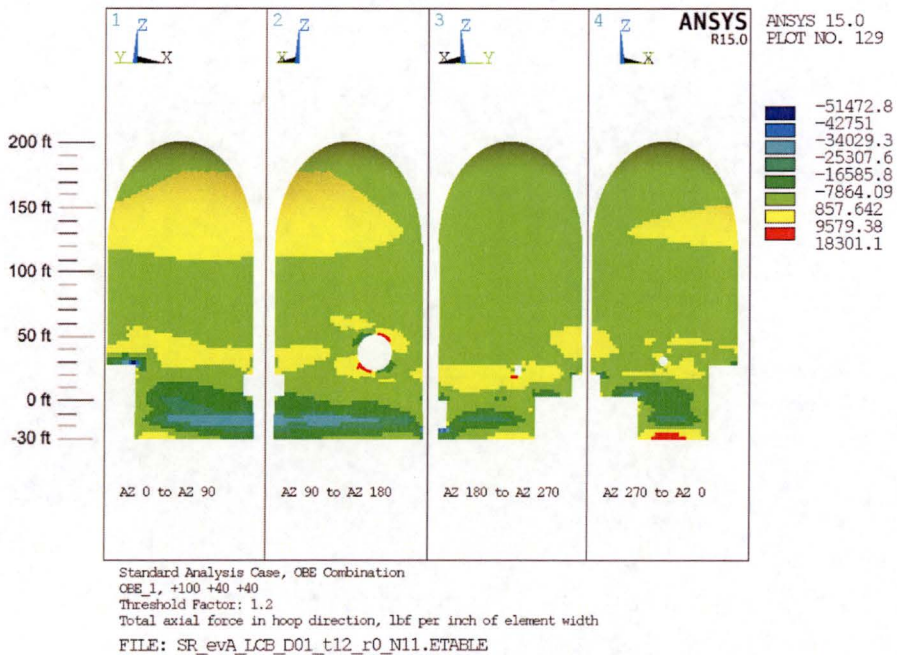 1
Z
Y
X
2
Z
X
3
Z
X
Y
4
Z
X
ANSYS
R15.0
ANSYS 15.0
PLOT NO. 129
-51472.8
-42751
-34029.3
-25307.6
-16585.8
-7864.09
857.642
9579.38
18301.1
200 ft
150 ft
100 ft
50 ft
0 ft
-30 ft
AZ 0 to AZ 90
AZ 90 to AZ 180
AZ 180 to AZ 270
AZ 270 to AZ 0
Standard Analysis Case, OBE Combination
OBE_1, +100 +40 +40
Threshold Factor: 1.2
Total axial force in hoop direction, lbf per inch of element width
FILE: SR_evA_LCB_D01_t12_r0_N11.ETABLE